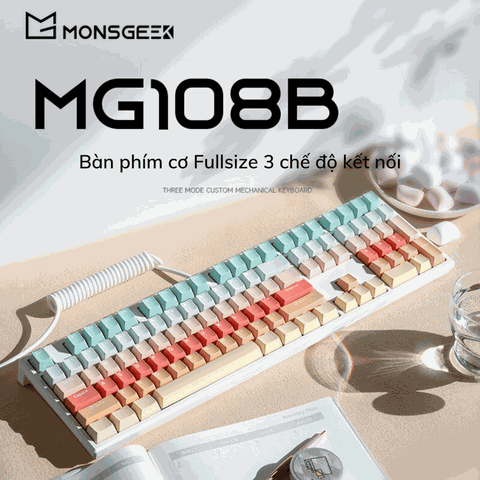 MONSGEEK
MG108B
Bàn phím cơ Fullsize 3 chế độ kết nối
THREE MODE CUSTOM MECHANICAL KEYBOARD